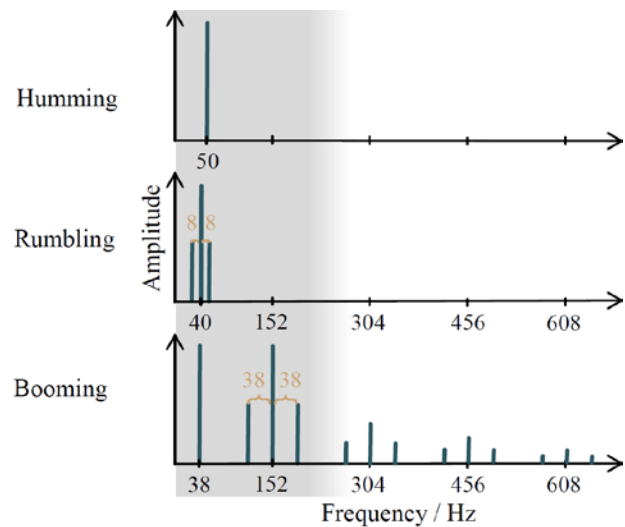 Humming
50
Rumbling
Amplitude
8 8
40 152 304 456 608
Booming
38 38
38 152 304 456 608
Frequency / Hz